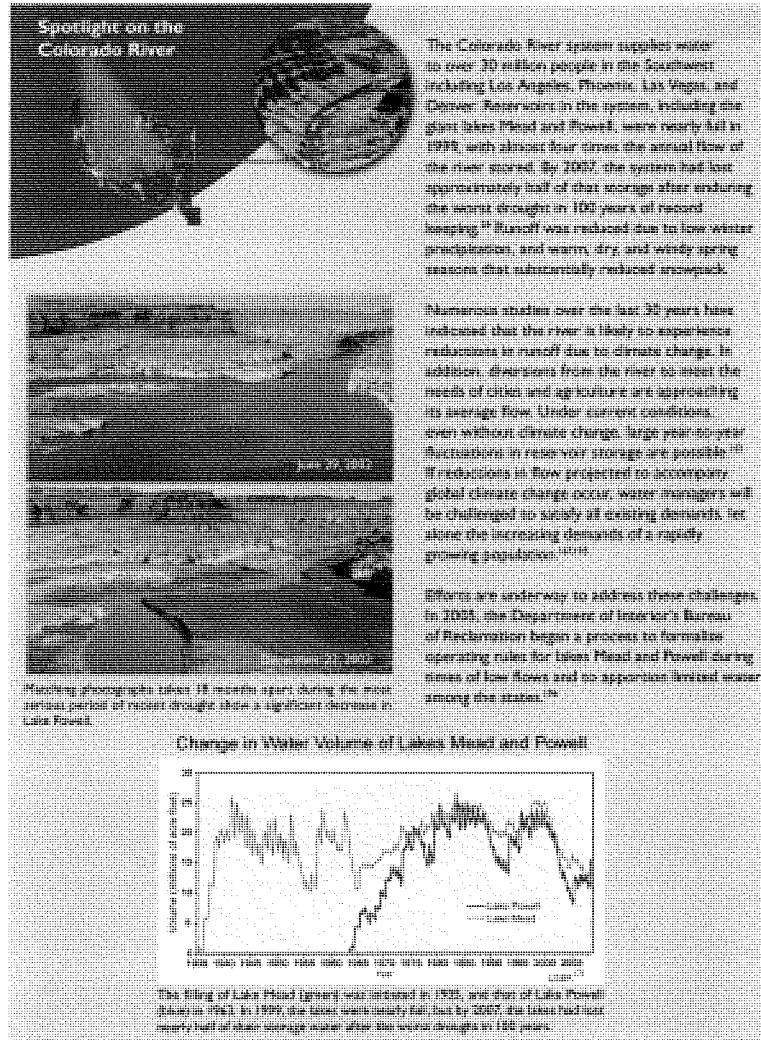 Spotlight on the
Colorado River
The Colorado River system supplies water
to over 30 million people in the Southwest
including Los Angeles, Phoenix, Las Vegas, and
Denver. Reservoirs in the system, including the
giant lakes Mead and Powell, were nearly full in
1999, with almost four times the annual flow of
the river stored. By 2007, the system had lost
approximately half of that storage after enduring
the worst drought in 100 years of record
keeping. Runoff was reduced due to low winter
precipitation, and warm, dry, and windy spring
seasons that substantially reduced snowpack.
Numerous studies over the last 30 years have
indicated that the river is likely to experience
reductions in runoff due to climate change. In
addition, diversions from the river to meet the
needs of cities and agriculture are approaching
its average flow. Under current conditions,
even without climate change, large year-to-year
fluctuations in reservoir storage are possible.
If reductions in flow projected to accompany
global climate change occur, water managers will
be challenged to satisfy all existing demands, let
alone the increasing demands of a rapidly
growing population.
Efforts are underway to address these challenges.
In 2005, the Department of Interior's Bureau
of Reclamation began a process to formalize
operating rules for lakes Mead and Powell during
times of low flows and to apportion limited water
among the states.
June 29, 2002
December 23, 2003
Matching photographs taken 18 months apart during the most
serious period of recent drought show a significant decrease in
Lake Powell.
Change in Water Volume of Lakes Mead and Powell
Lake Powell
Lake Mead
Year
The filling of Lake Mead (green) was initiated in 1935, and that of Lake Powell
(blue) in 1963. In 1999, the lakes were nearly full, but by 2007, the lakes had lost
nearly half of their storage water after the worst drought in 100 years.